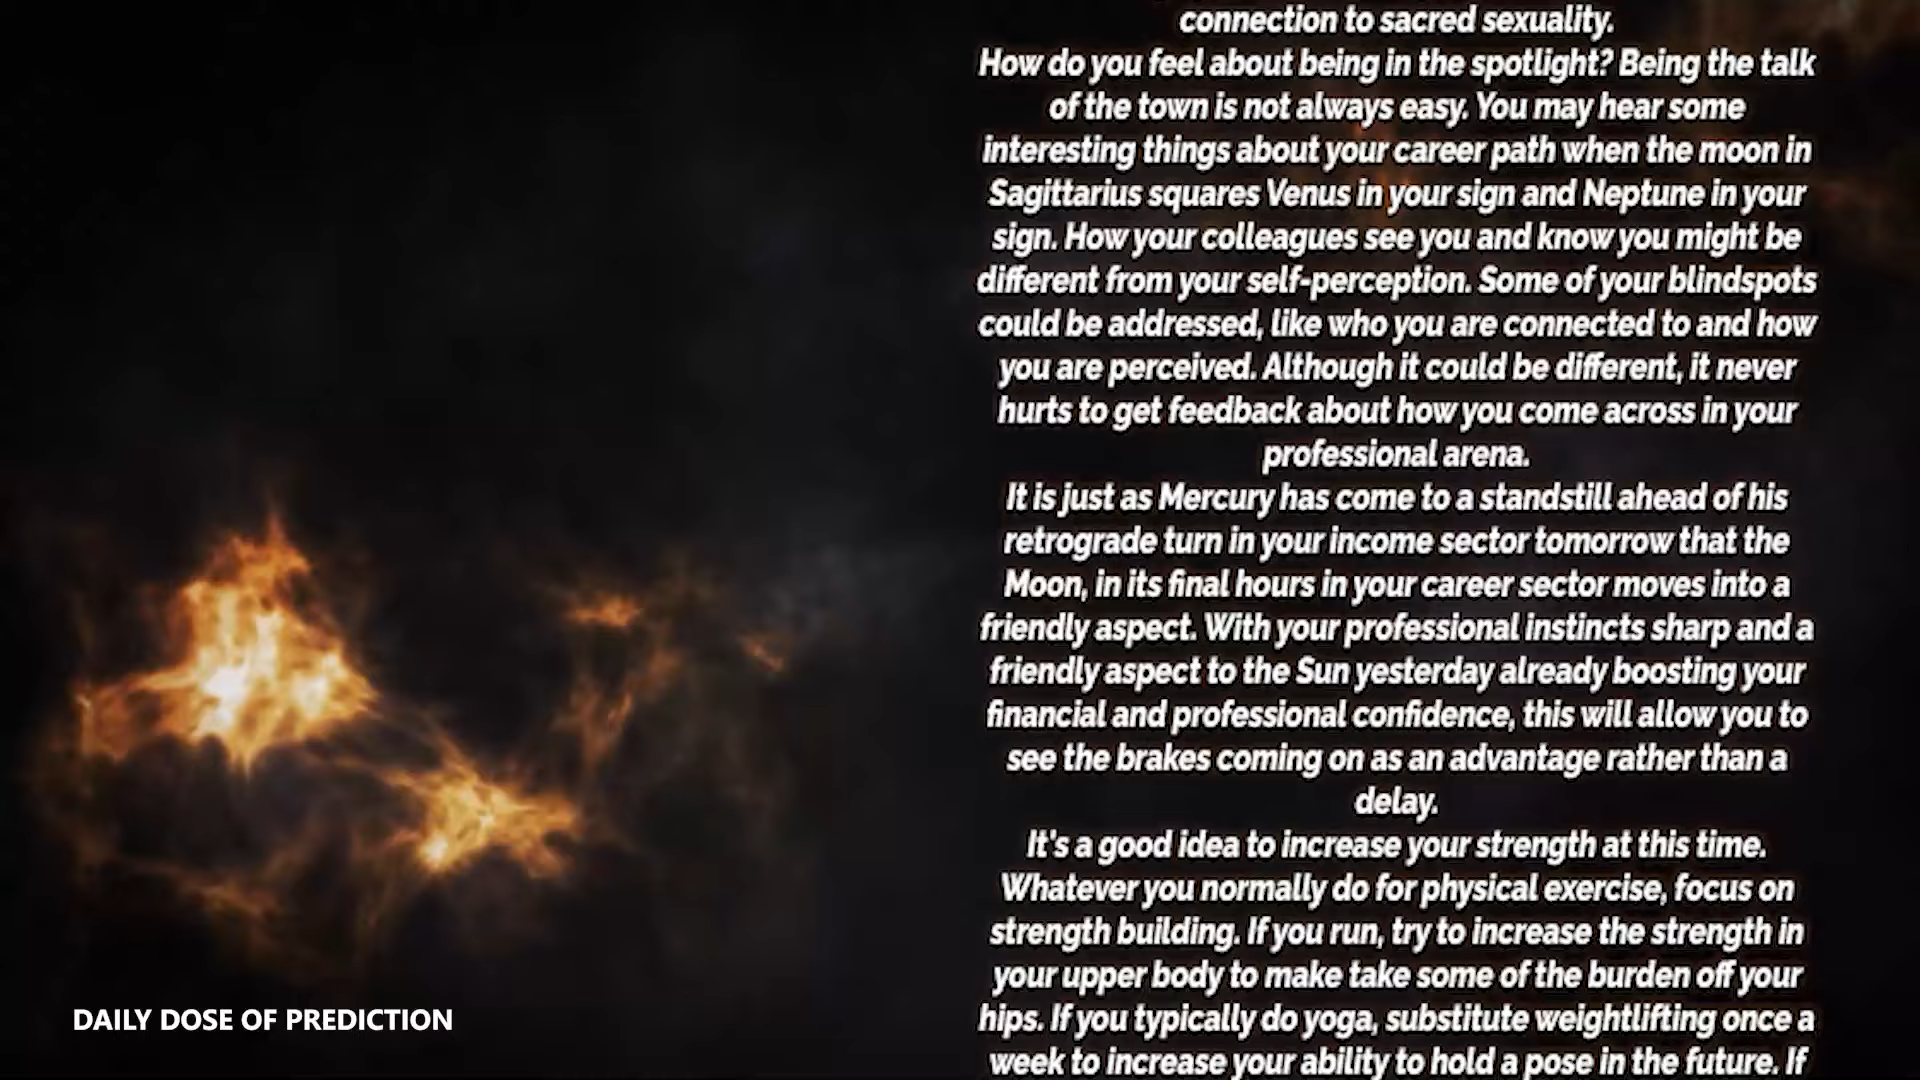 connection to sacred sexuality.
How do you feel about being in the spotlight? Being the talk
of the town is not always easy. You may hear some
interesting things about your career path when the moon in
Sagittarius squares Venus in your sign and Neptune in your
sign. How your colleagues see you and know you might be
different from your self-perception. Some of your blindspots
could be addressed, like who you are connected to and how
you are perceived. Although it could be different, it never
hurts to get feedback about how you come across in your
professional arena.
It is just as Mercury has come to a standstill ahead of his
retrograde turn in your income sector tomorrow that the
Moon, in its final hours in your career sector moves into a
friendly aspect. With your professional instincts sharp and a
friendly aspect to the Sun yesterday already boosting your
financial and professional confidence, this will allow you to
see the brakes coming on as an advantage rather than a
delay.
It's a good idea to increase your strength at this time.
Whatever you normally do for physical exercise, focus on
strength building. If you run, try to increase the strength in
your upper body to make take some of the burden off your
hips. If you typically do yoga, substitute weightlifting once a
week to increase your ability to hold a pose in the future. If
DAILY DOSE OF PREDICTION